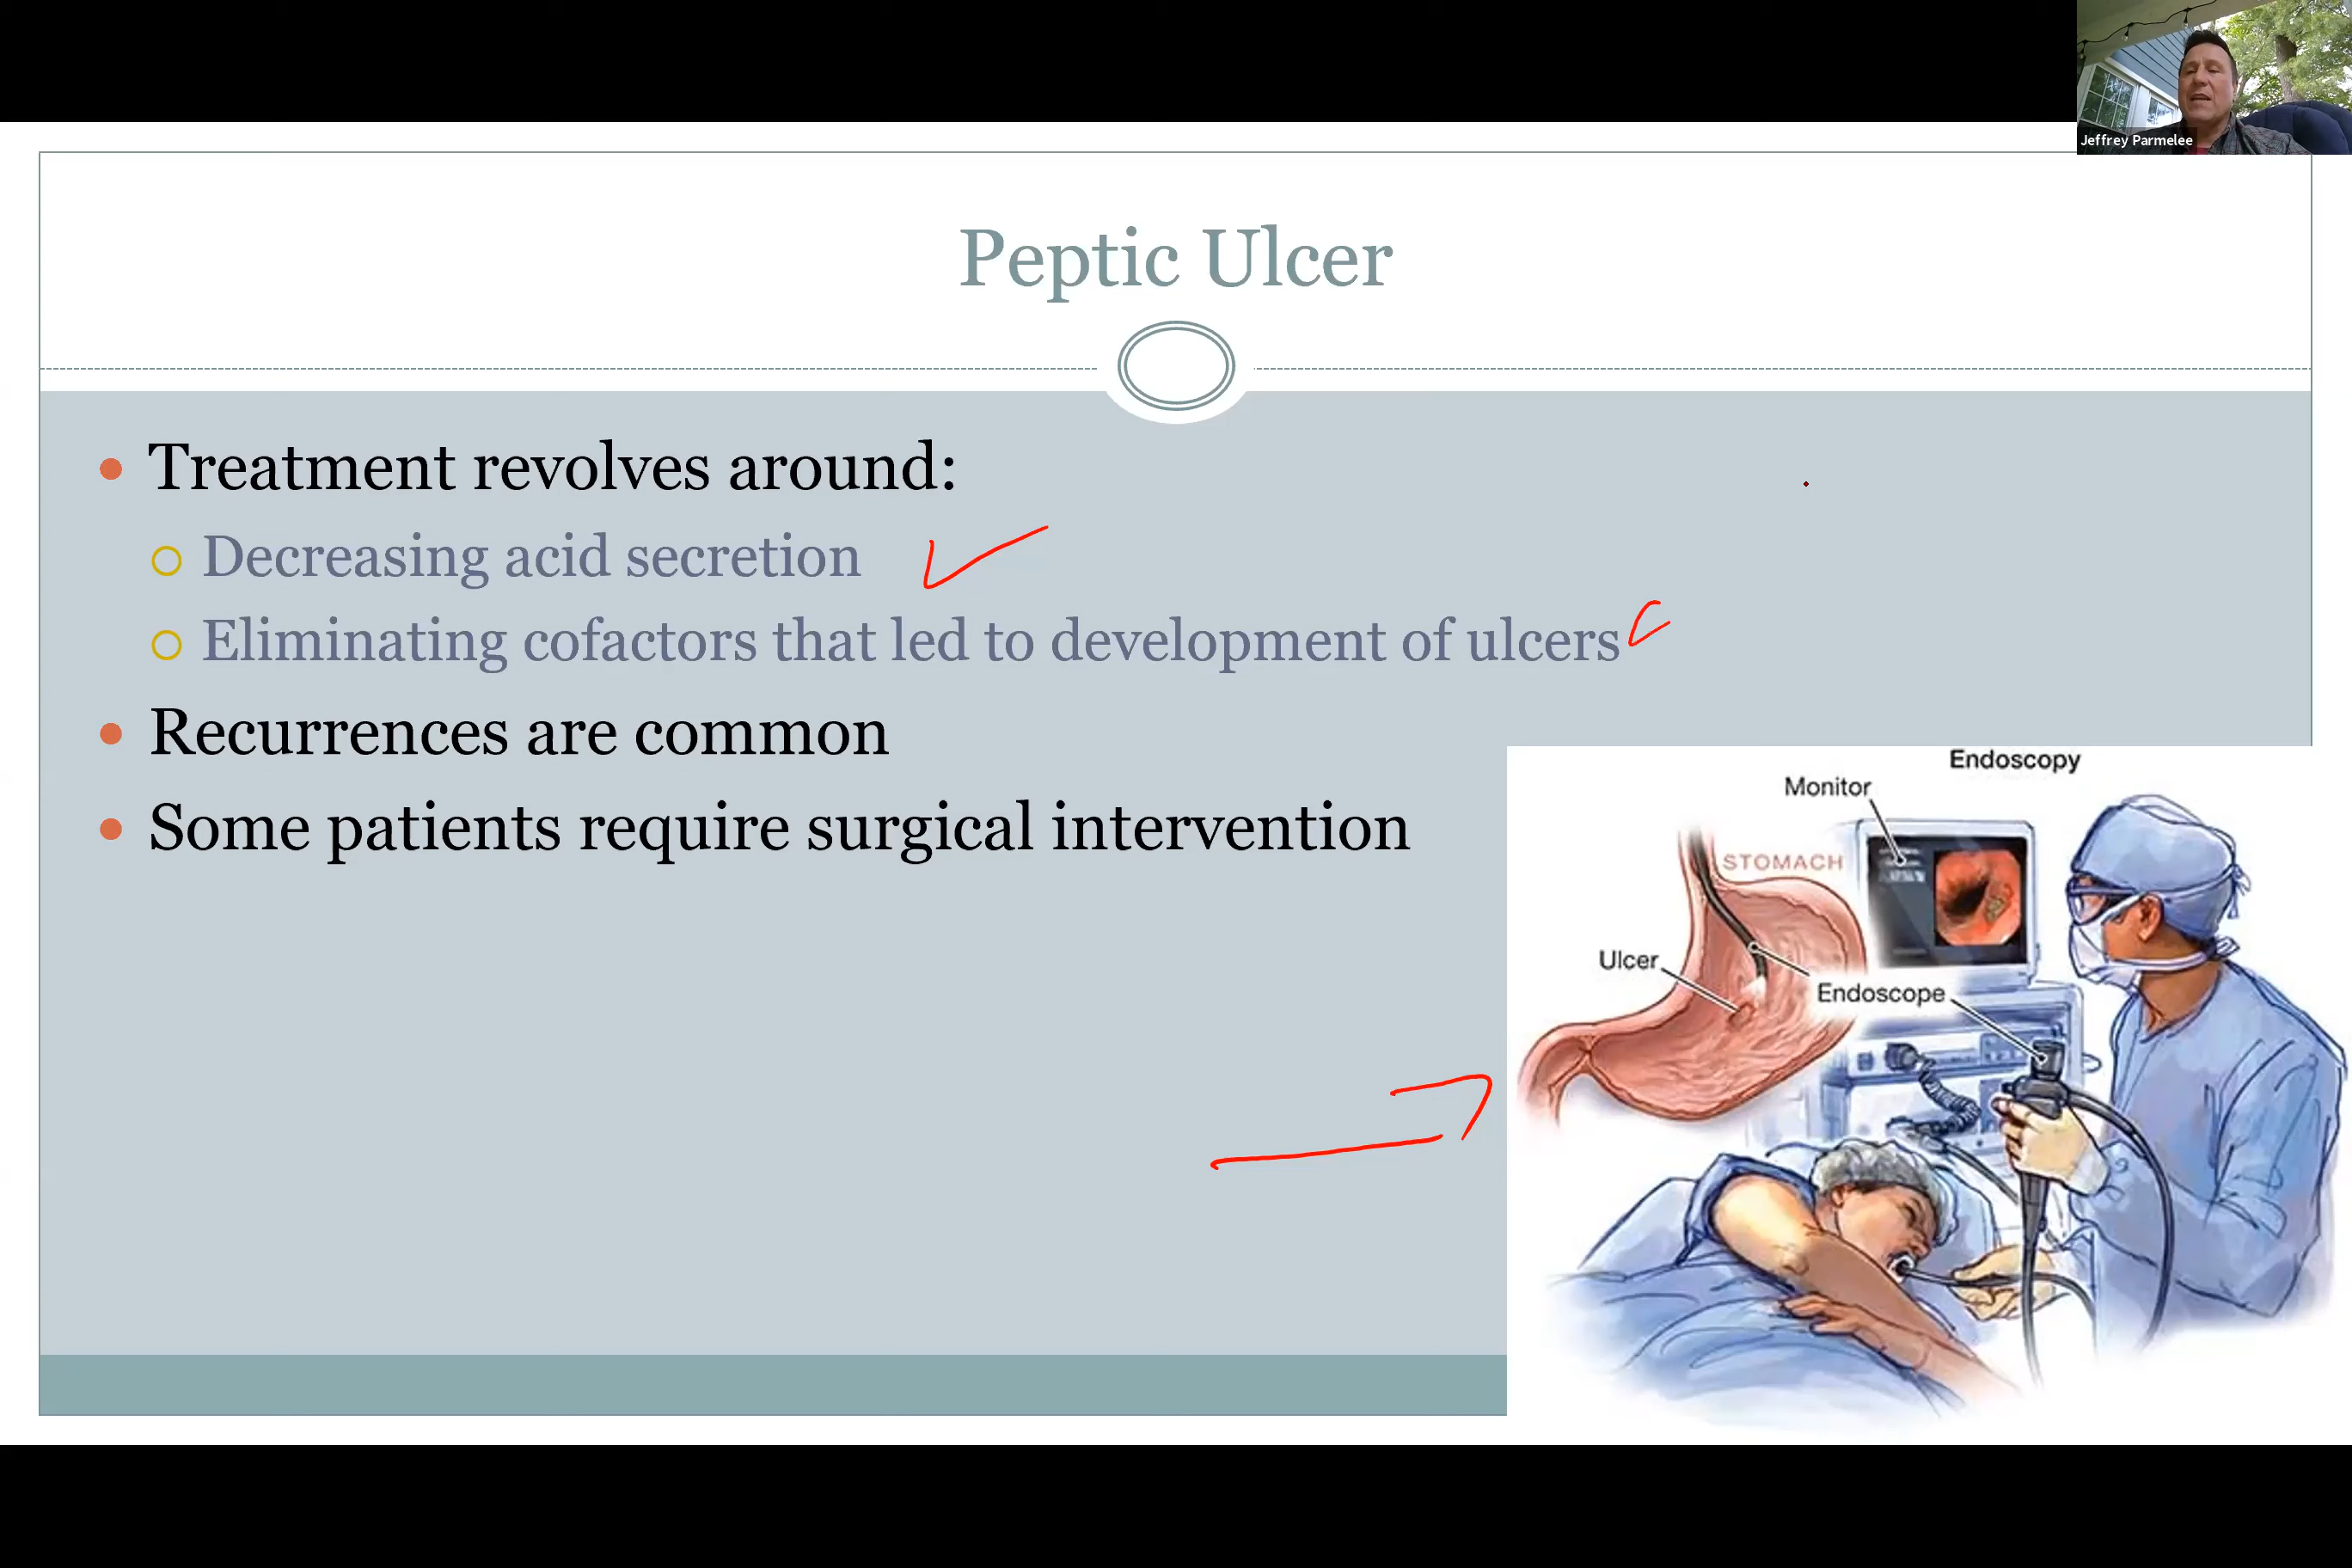 Jeffrey Parmelee
Peptic Ulcer
Treatment revolves around:
Decreasing acid secretion
Eliminating cofactors that led to development of ulcers
Recurrences are common
Some patients require surgical intervention
Endoscopy
Monitor
STOMACH
Ulcer
Endoscope